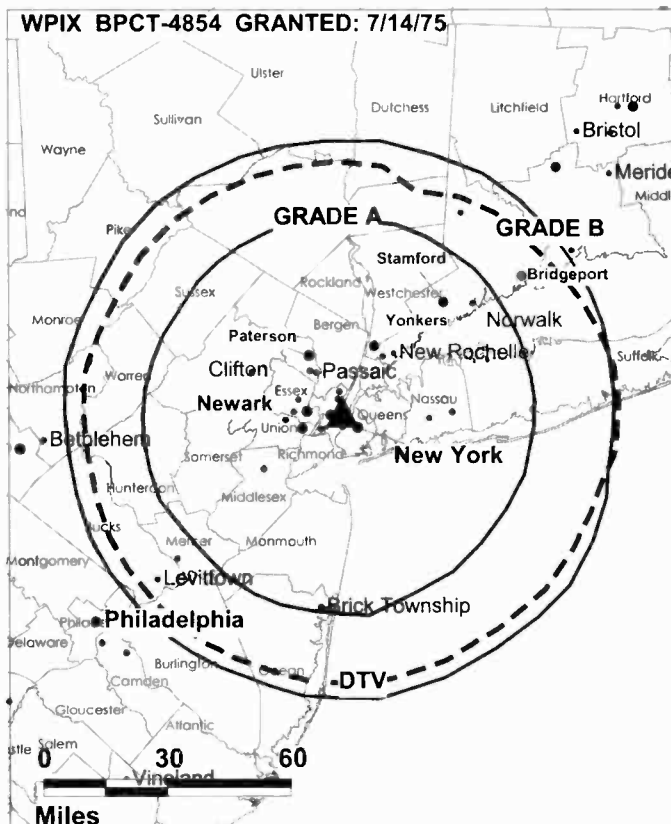 WPIX BPCT-4854 GRANTED: 7/14/75
Ulster
Hartford
Sullivan
Dutchess
Litchfield
Bristol
Wayne
Meride
Middl
GRADE A
GRADE B
Pike
Stamford
Bridgeport
Rockland
Westchester
Sussex
Norwalk
Monroe
Bergen
Yonkers
Paterson
New Rochelle
Suffolk
Clifton
Passaic
Warren
Northampton
Essex
Nassau
Newark
Queens
Union
Bethlehem
New York
Somerset
Richmond
Hunterdon
Middlesex
Bucks
Mercer
Monmouth
Montgomery
Levittown
Brick Township
Philadelphia
Delaware
Burlington
Ocean
DTV
Camden
Gloucester
Atlantic
Salem
0 30 60
Vineland
Miles